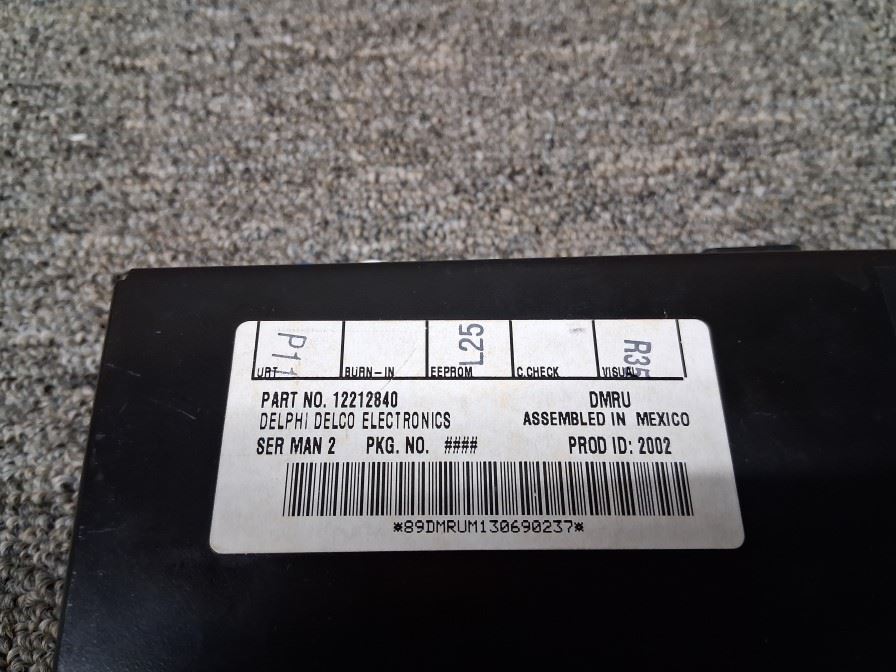 P11 L25 R35
URT BURN-IN EEPROM C.CHECK VISUAL
PART NO. 12212840 DMRU
DELPHI DELCO ELECTRONICS ASSEMBLED IN MEXICO
SER MAN 2 PKG. NO. #### PROD ID: 2002
*89DMRUM130690237*